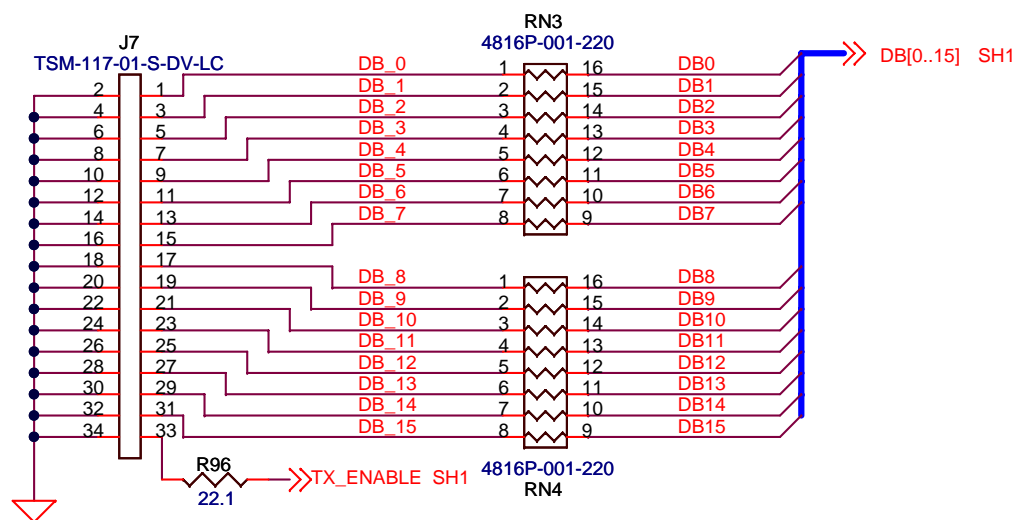 RN3
4816P-001-220
J7
TSM-117-01-S-DV-LC
DB[0..15] SH1
2 1 DB_0 1 16 DB0
4 3 DB_1 2 15 DB1
6 5 DB_2 3 14 DB2
8 7 DB_3 4 13 DB3
10 9 DB_4 5 12 DB4
12 11 DB_5 6 11 DB5
14 13 DB_6 7 10 DB6
16 15 DB_7 8 9 DB7
18 17 DB_8 1 16 DB8
20 19 DB_9 2 15 DB9
22 21 DB_10 3 14 DB10
24 23 DB_11 4 13 DB11
26 25 DB_12 5 12 DB12
28 27 DB_13 6 11 DB13
30 29 DB_14 7 10 DB14
32 31 DB_15 8 9 DB15
34 33
R96
22.1
TX_ENABLE SH1
4816P-001-220
RN4